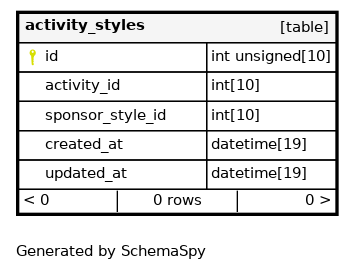 activity_styles [table]
id int unsigned[10]
activity_id int[10]
sponsor_style_id int[10]
created_at datetime[19]
updated_at datetime[19]
< 0 0 rows 0 >
Generated by SchemaSpy